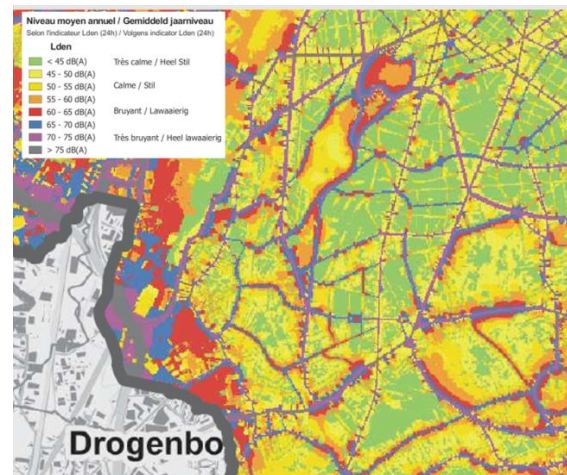 Niveau moyen annuel / Gemiddeld jaarniveau
Selon l'indicateur Lden (24h) / Volgens indicator Lden (24h)
Lden
< 45 dB(A) Très calme / Heel Stil
45 - 50 dB(A)
50 - 55 dB(A) Calme / Stil
55 - 60 dB(A)
60 - 65 dB(A) Bruyant / Lawaaierig
65 - 70 dB(A)
70 - 75 dB(A) Très bruyant / Heel lawaaierig
> 75 dB(A)
Drogenbo